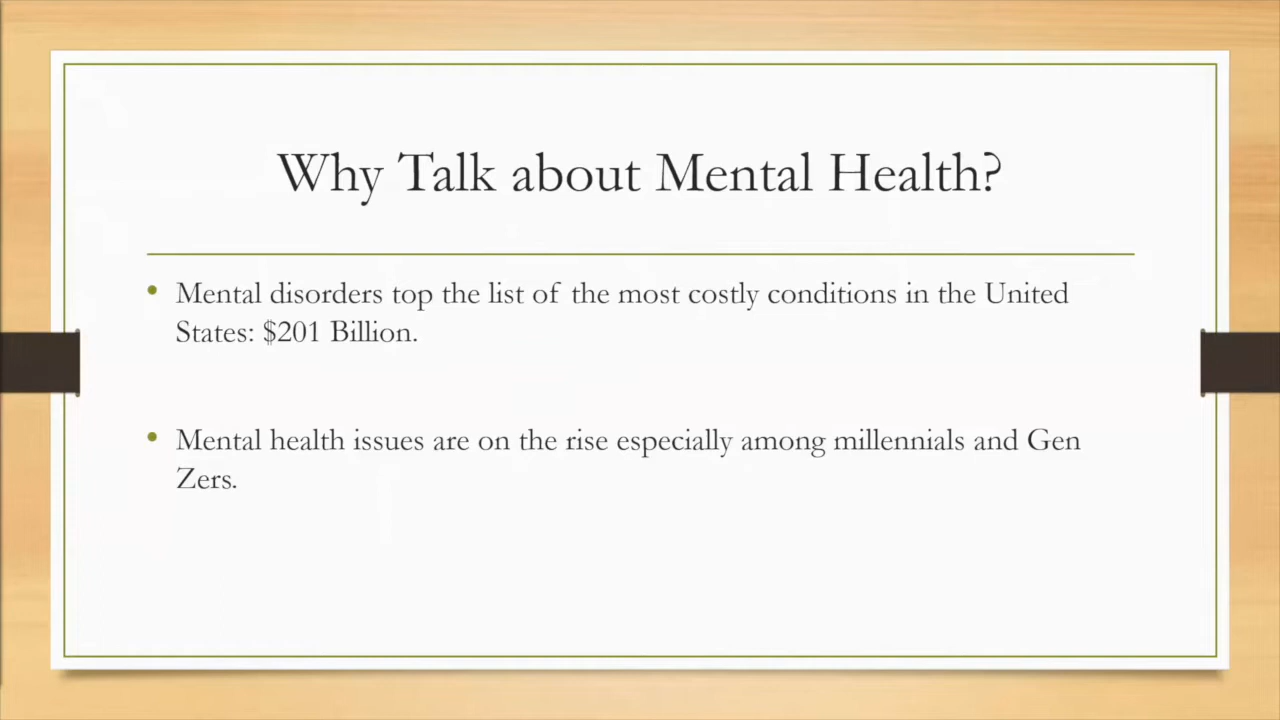 Why Talk about Mental Health?
• Mental disorders top the list of the most costly conditions in the United
States: $201 Billion.
• Mental health issues are on the rise especially among millennials and Gen
Zers.